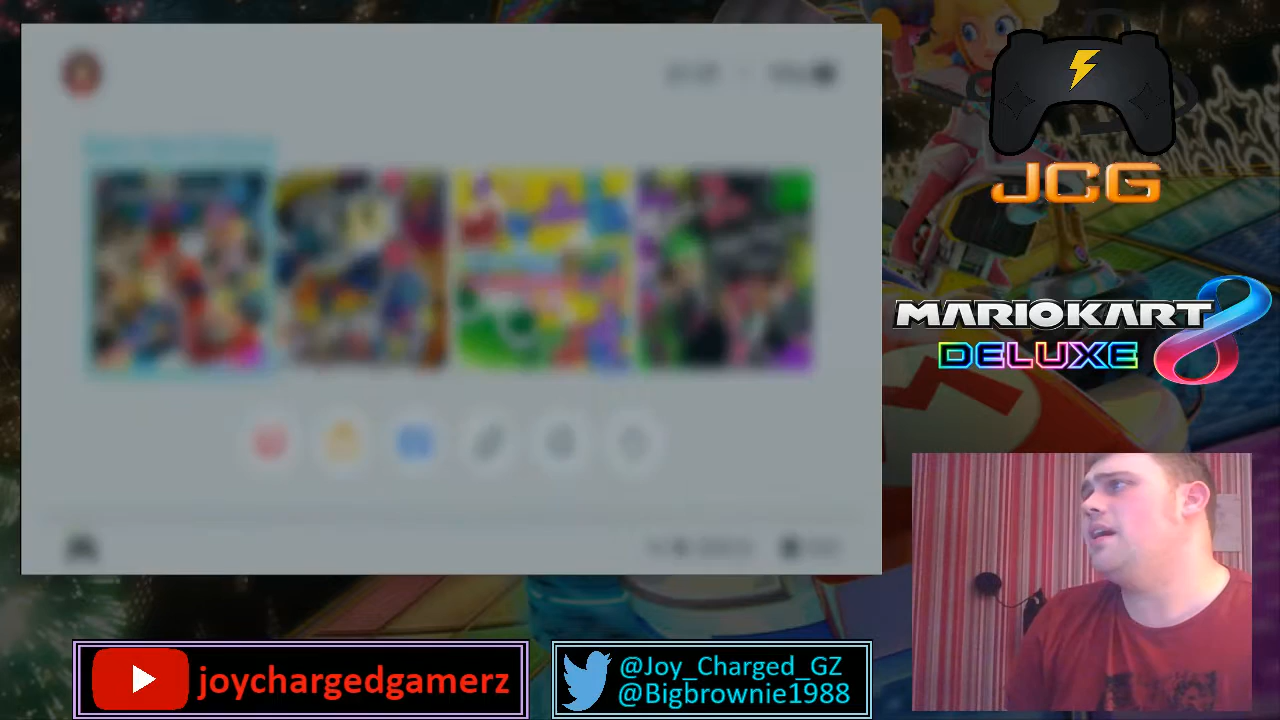 JCG
MARIOKART 8
DELUXE
joychargedgamerz
@Joy_Charged_GZ
@Bigbrownie1988